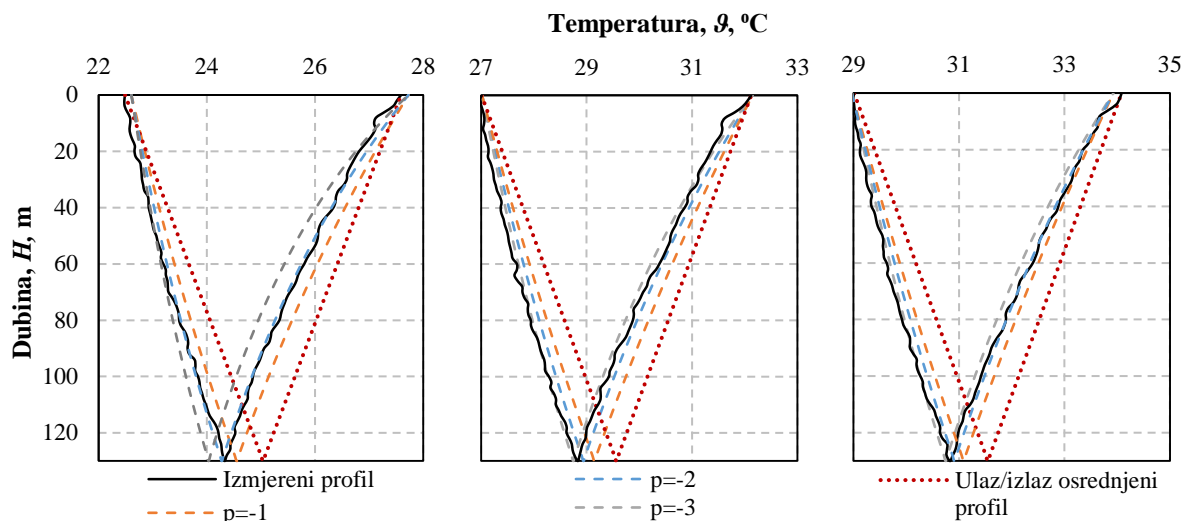 Temperatura, ϑ, ⁰C
22 24 26 28
27 29 31 33
29 31 33 35
Dubina, H, m
0
20
40
60
80
100
120
Izmjereni profil
p=-2
Ulaz/izlaz osrednjeni
profil
p=-1
p=-3